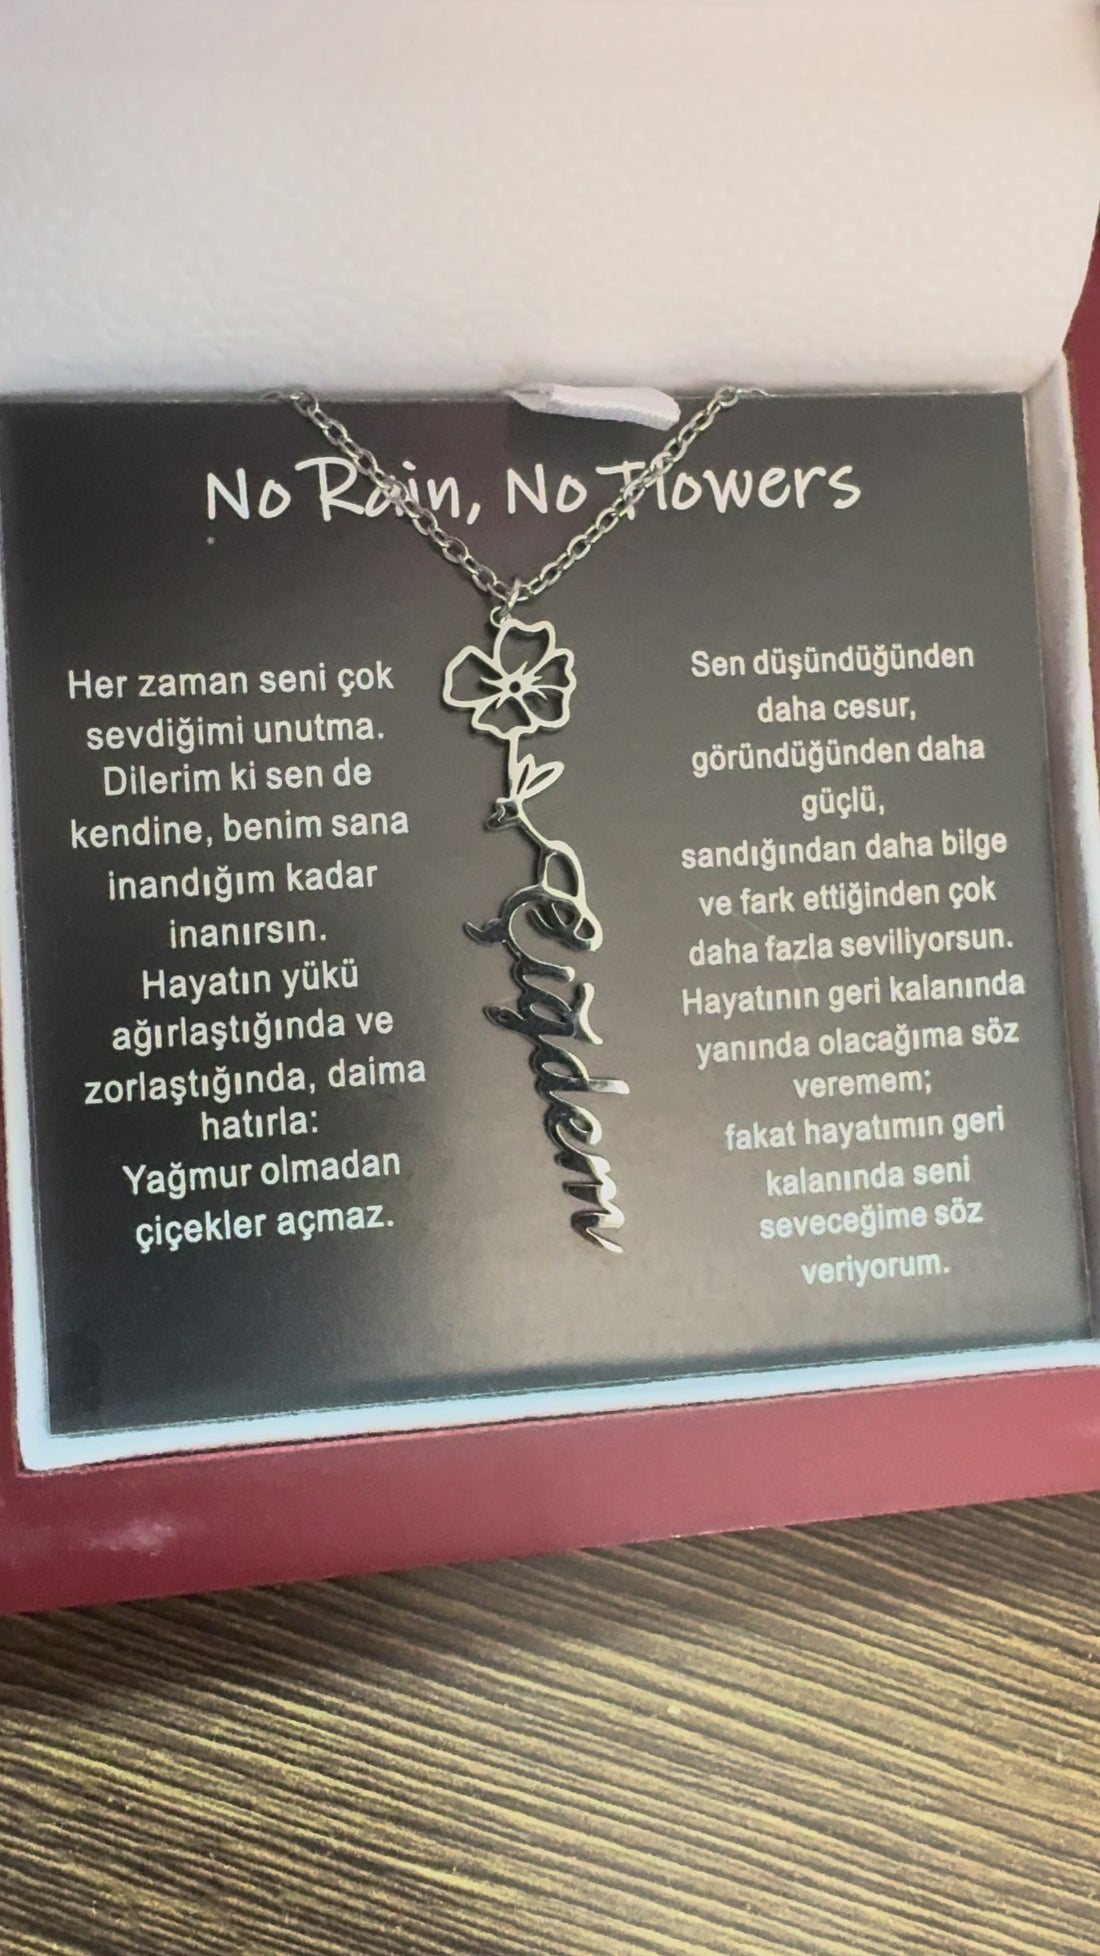 No Rain, No Flowers
Her zaman seni çok
sevdiğimi unutma.
Dilerim ki sen de
kendine, benim sana
inandığım kadar
inanırsın.
Hayatın yükü
ağırlaştığında ve
zorlaştığında, daima
hatırla:
Yağmur olmadan
çiçekler açmaz.
Çiğdem
Sen düşündüğünden
daha cesur,
göründüğünden daha
güçlü,
sandığından daha bilge
ve fark ettiğinden çok
daha fazla seviliyorsun.
Hayatının geri kalanında
yanında olacağıma söz
veremem;
fakat hayatımın geri
kalanında seni
seveceğime söz
veriyorum.